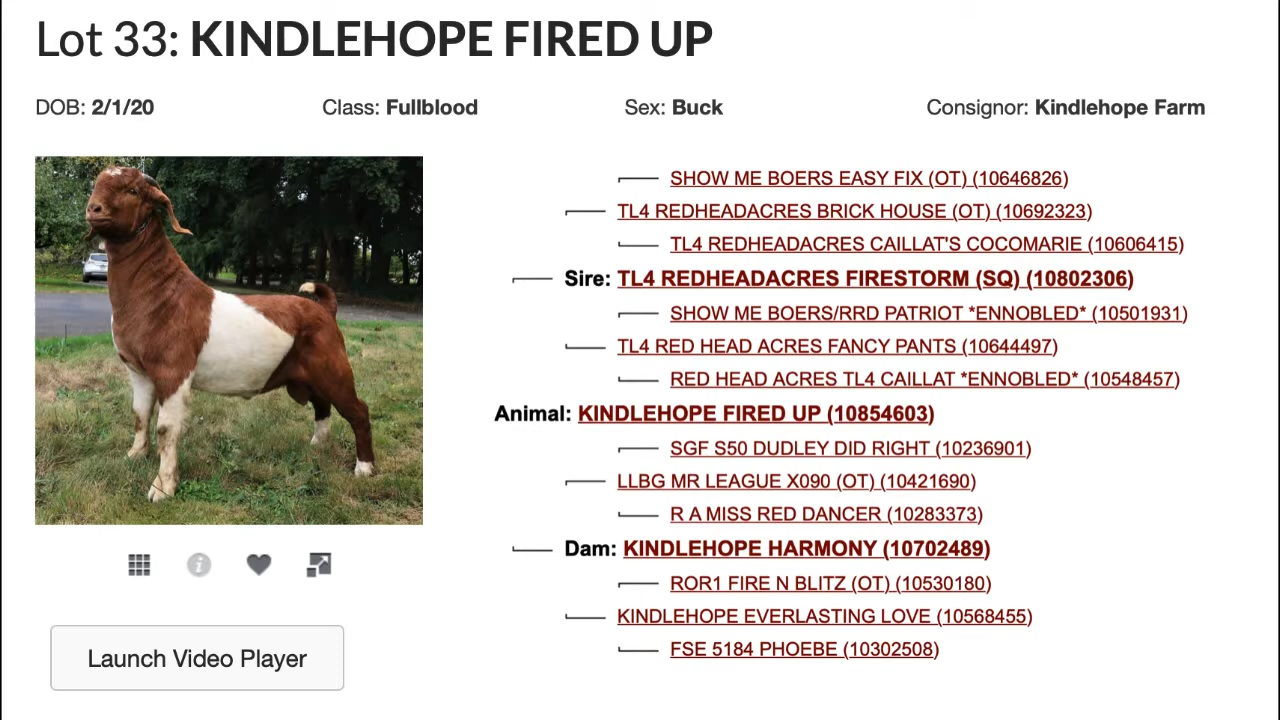 Lot 33: KINDLEHOPE FIRED UP
DOB: 2/1/20 Class: Fullblood Sex: Buck Consignor: Kindlehope Farm
SHOW ME BOERS EASY FIX (OT) (10646826)
TL4 REDHEADACRES BRICK HOUSE (OT) (10692323)
TL4 REDHEADACRES CAILLAT'S COCOMARIE (10606415)
Sire: TL4 REDHEADACRES FIRESTORM (SQ) (10802306)
SHOW ME BOERS/RRD PATRIOT *ENNOBLED* (10501931)
TL4 RED HEAD ACRES FANCY PANTS (10644497)
RED HEAD ACRES TL4 CAILLAT *ENNOBLED* (10548457)
Animal: KINDLEHOPE FIRED UP (10854603)
SGF S50 DUDLEY DID RIGHT (10236901)
LLBG MR LEAGUE X090 (OT) (10421690)
R A MISS RED DANCER (10283373)
Dam: KINDLEHOPE HARMONY (10702489)
ROR1 FIRE N BLITZ (OT) (10530180)
KINDLEHOPE EVERLASTING LOVE (10568455)
FSE 5184 PHOEBE (10302508)
Launch Video Player